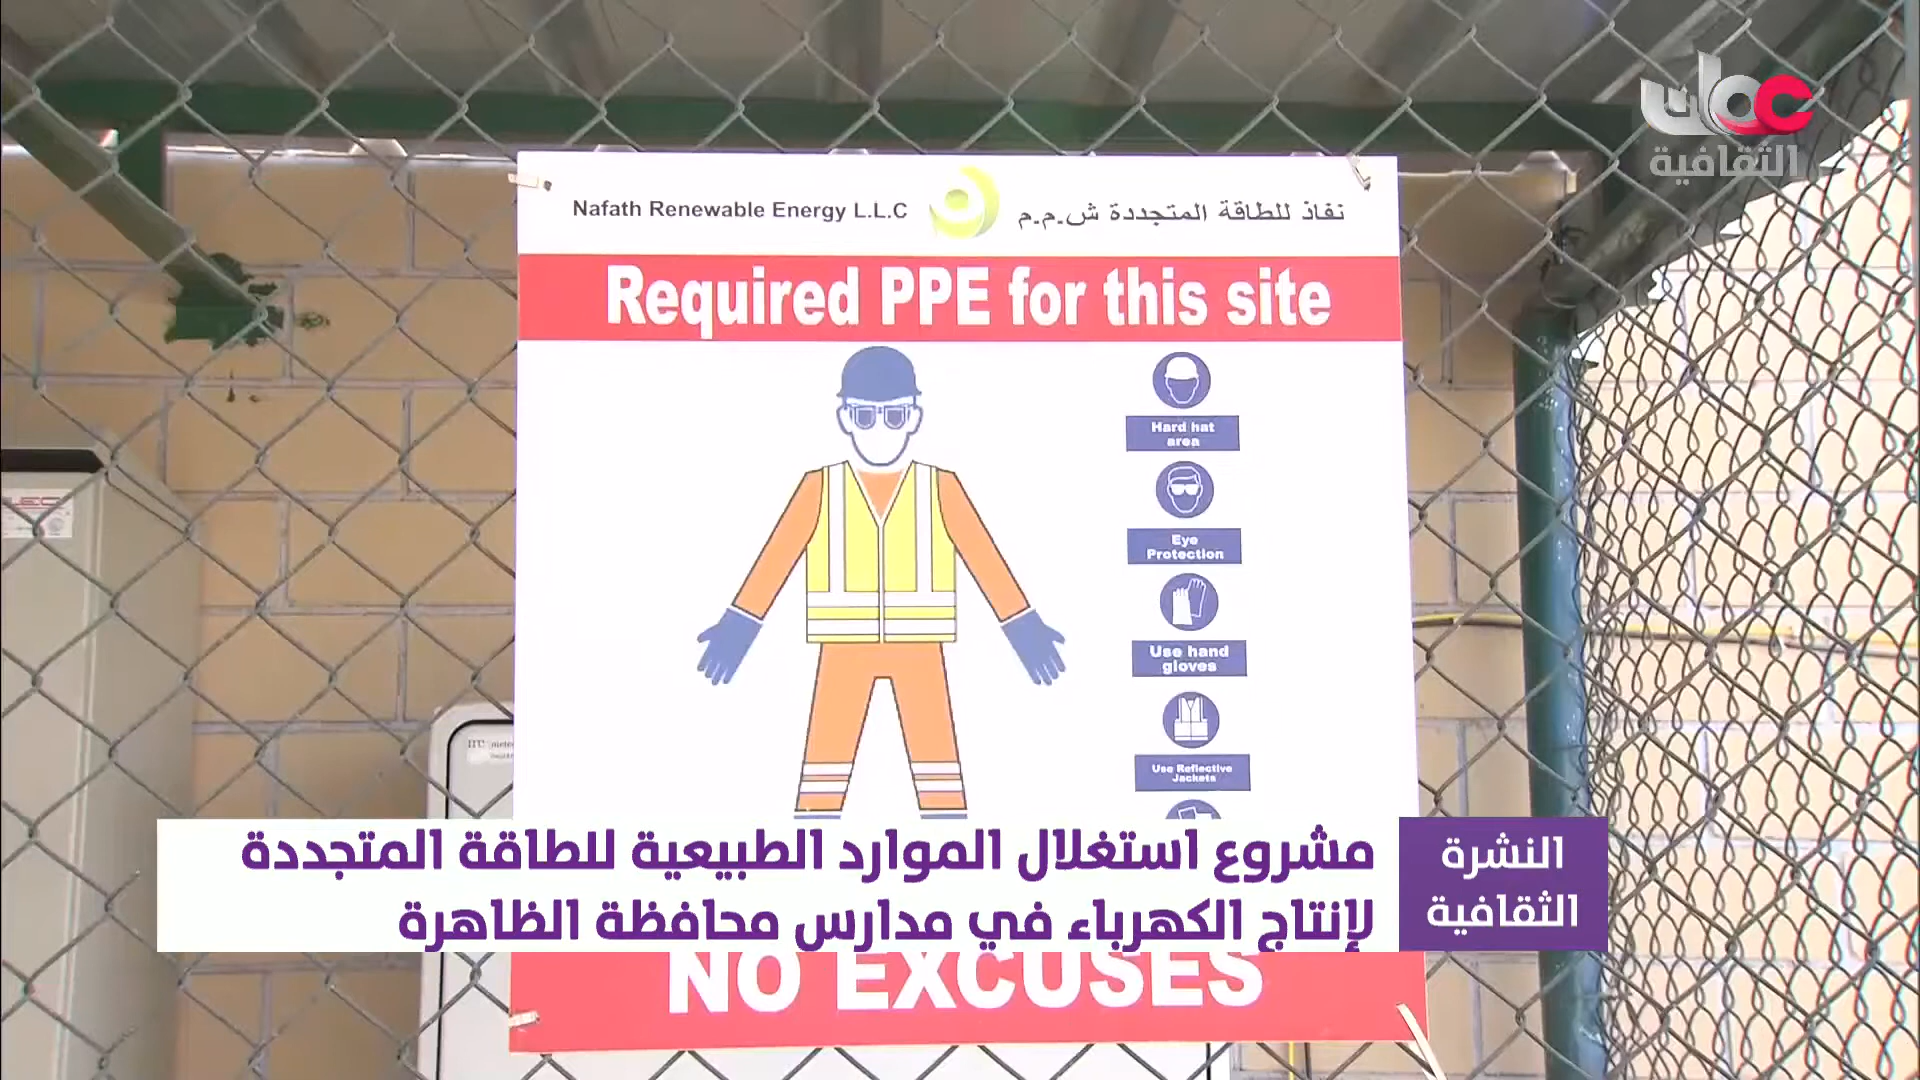 عمان
الثقافية
Nafath Renewable Energy L.L.C
نفاذ للطاقة المتجددة ش.م.م
Required PPE for this site
Hard hat
area
Eye
Protection
Use hand
gloves
Use Reflective
Jackets
النشرة
الثقافية
مشروع استغلال الموارد الطبيعية للطاقة المتجددة
لإنتاج الكهرباء في مدارس محافظة الظاهرة
NO EXCUSES